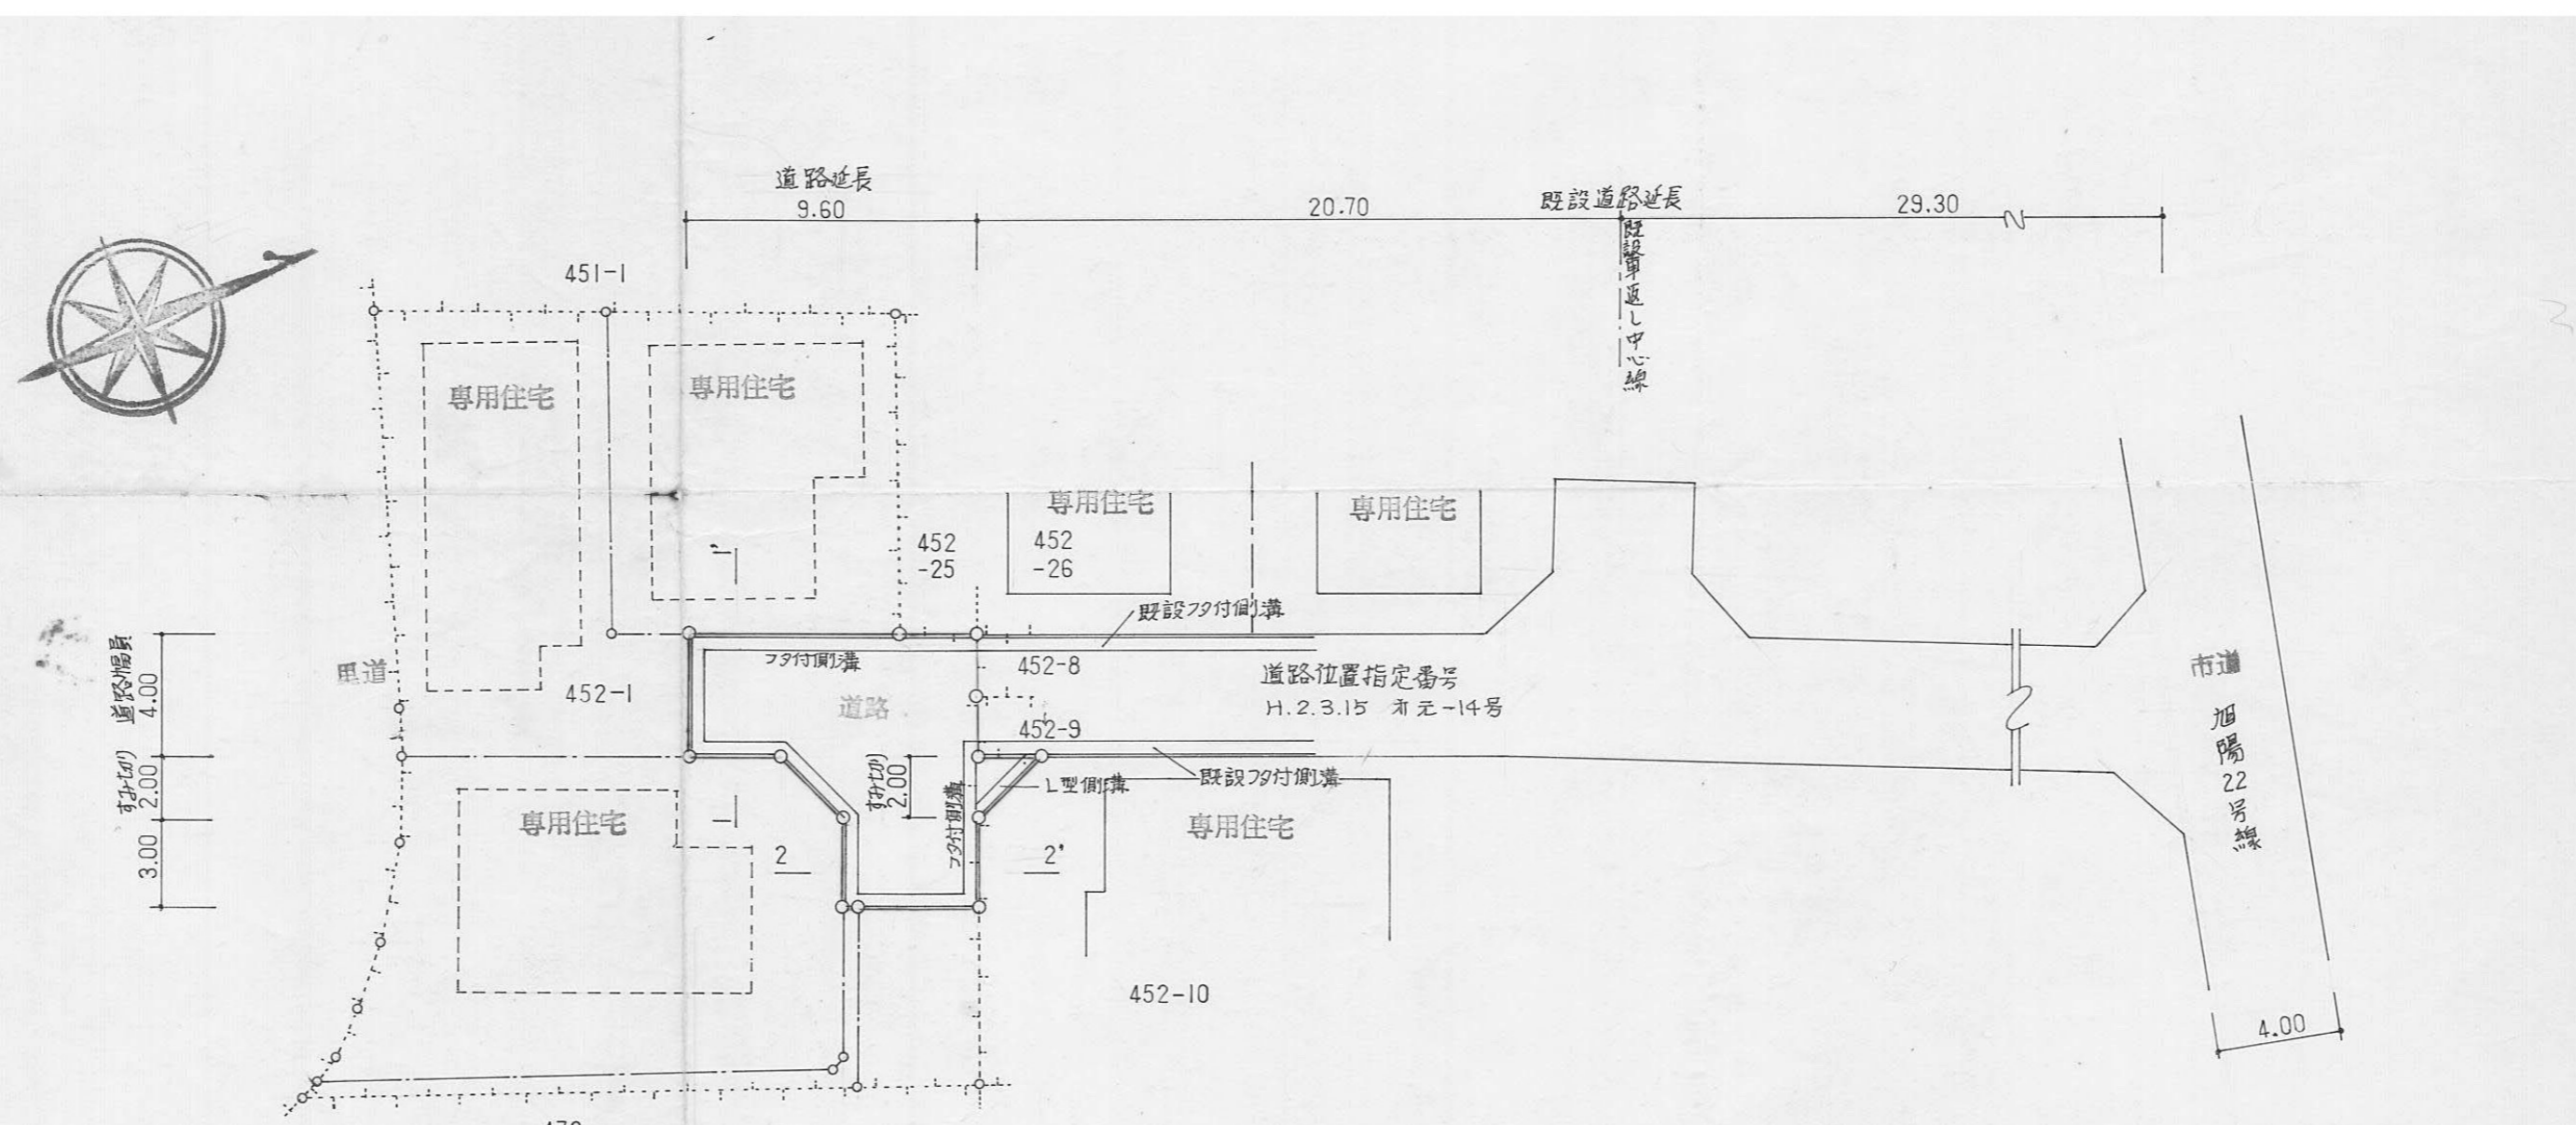 道路延長
9.60
20.70
既設道路延長
29.30
既設車返し中心線
451-1
専用住宅
専用住宅
専用住宅
専用住宅
452
-25
452
-26
既設フタ付側溝
道路幅員
4.00
里道
452-1
フタ付側溝
道路
452-8
道路位置指定番号
H.2.3.15 オ元-14号
452-9
市道
旭陽22号線
すみ切り
2.00
すみ切り
2.00
フタ付側溝
L型側溝
既設フタ付側溝
3.00
専用住宅
専用住宅
2
2'
452-10
4.00